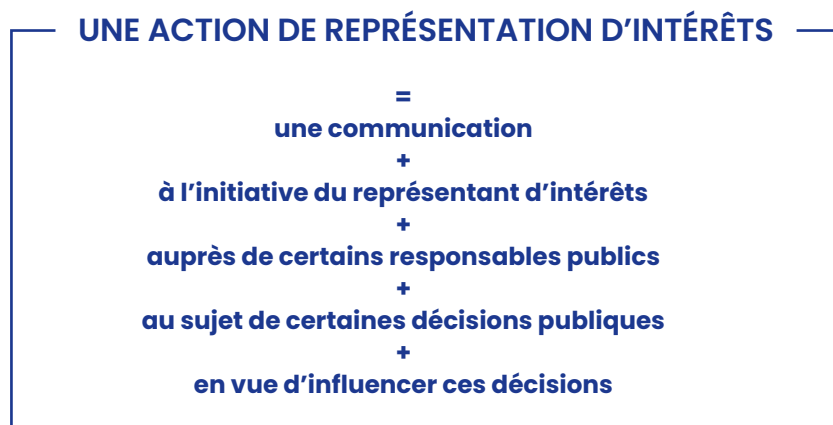 UNE ACTION DE REPRÉSENTATION D’INTÉRÊTS
=
une communication
+
à l’initiative du représentant d’intérêts
+
auprès de certains responsables publics
+
au sujet de certaines décisions publiques
+
en vue d’influencer ces décisions